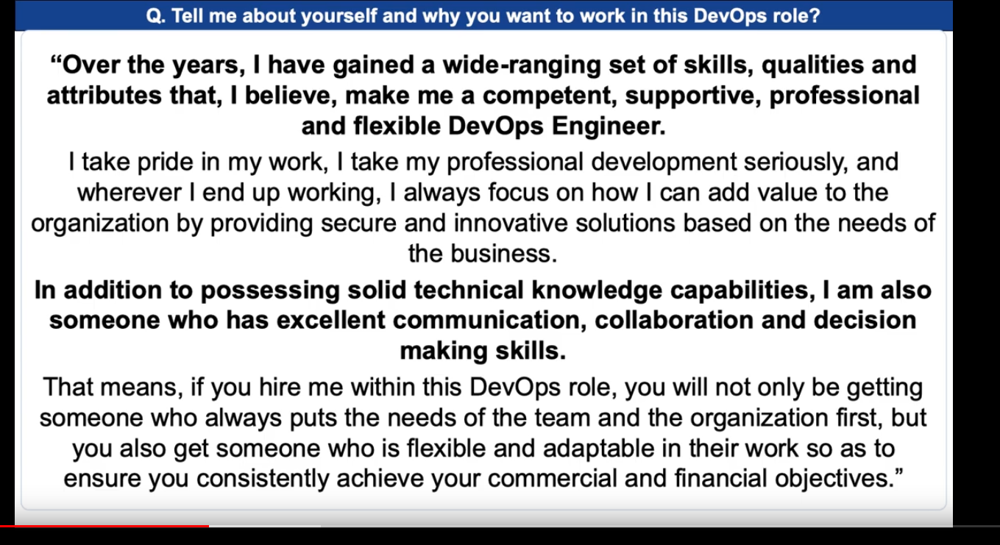 Q. Tell me about yourself and why you want to work in this DevOps role?
“Over the years, I have gained a wide-ranging set of skills, qualities and
attributes that, I believe, make me a competent, supportive, professional
and flexible DevOps Engineer.
I take pride in my work, I take my professional development seriously, and
wherever I end up working, I always focus on how I can add value to the
organization by providing secure and innovative solutions based on the needs of
the business.
In addition to possessing solid technical knowledge capabilities, I am also
someone who has excellent communication, collaboration and decision
making skills.
That means, if you hire me within this DevOps role, you will not only be getting
someone who always puts the needs of the team and the organization first, but
you also get someone who is flexible and adaptable in their work so as to
ensure you consistently achieve your commercial and financial objectives.”